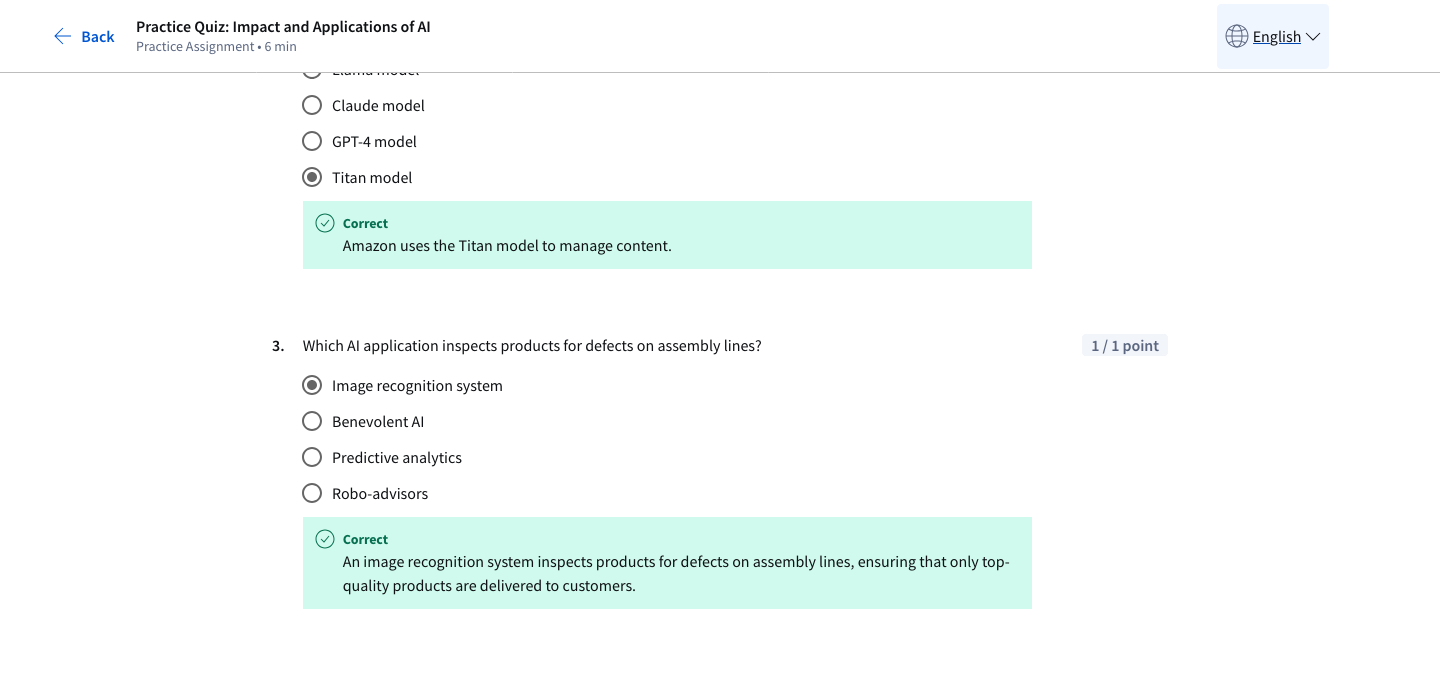 Back
Practice Quiz: Impact and Applications of AI
Practice Assignment • 6 min
English
Llama model
Claude model
GPT-4 model
Titan model
Correct
Amazon uses the Titan model to manage content.
3. Which AI application inspects products for defects on assembly lines?
1 / 1 point
Image recognition system
Benevolent AI
Predictive analytics
Robo-advisors
Correct
An image recognition system inspects products for defects on assembly lines, ensuring that only top-
quality products are delivered to customers.